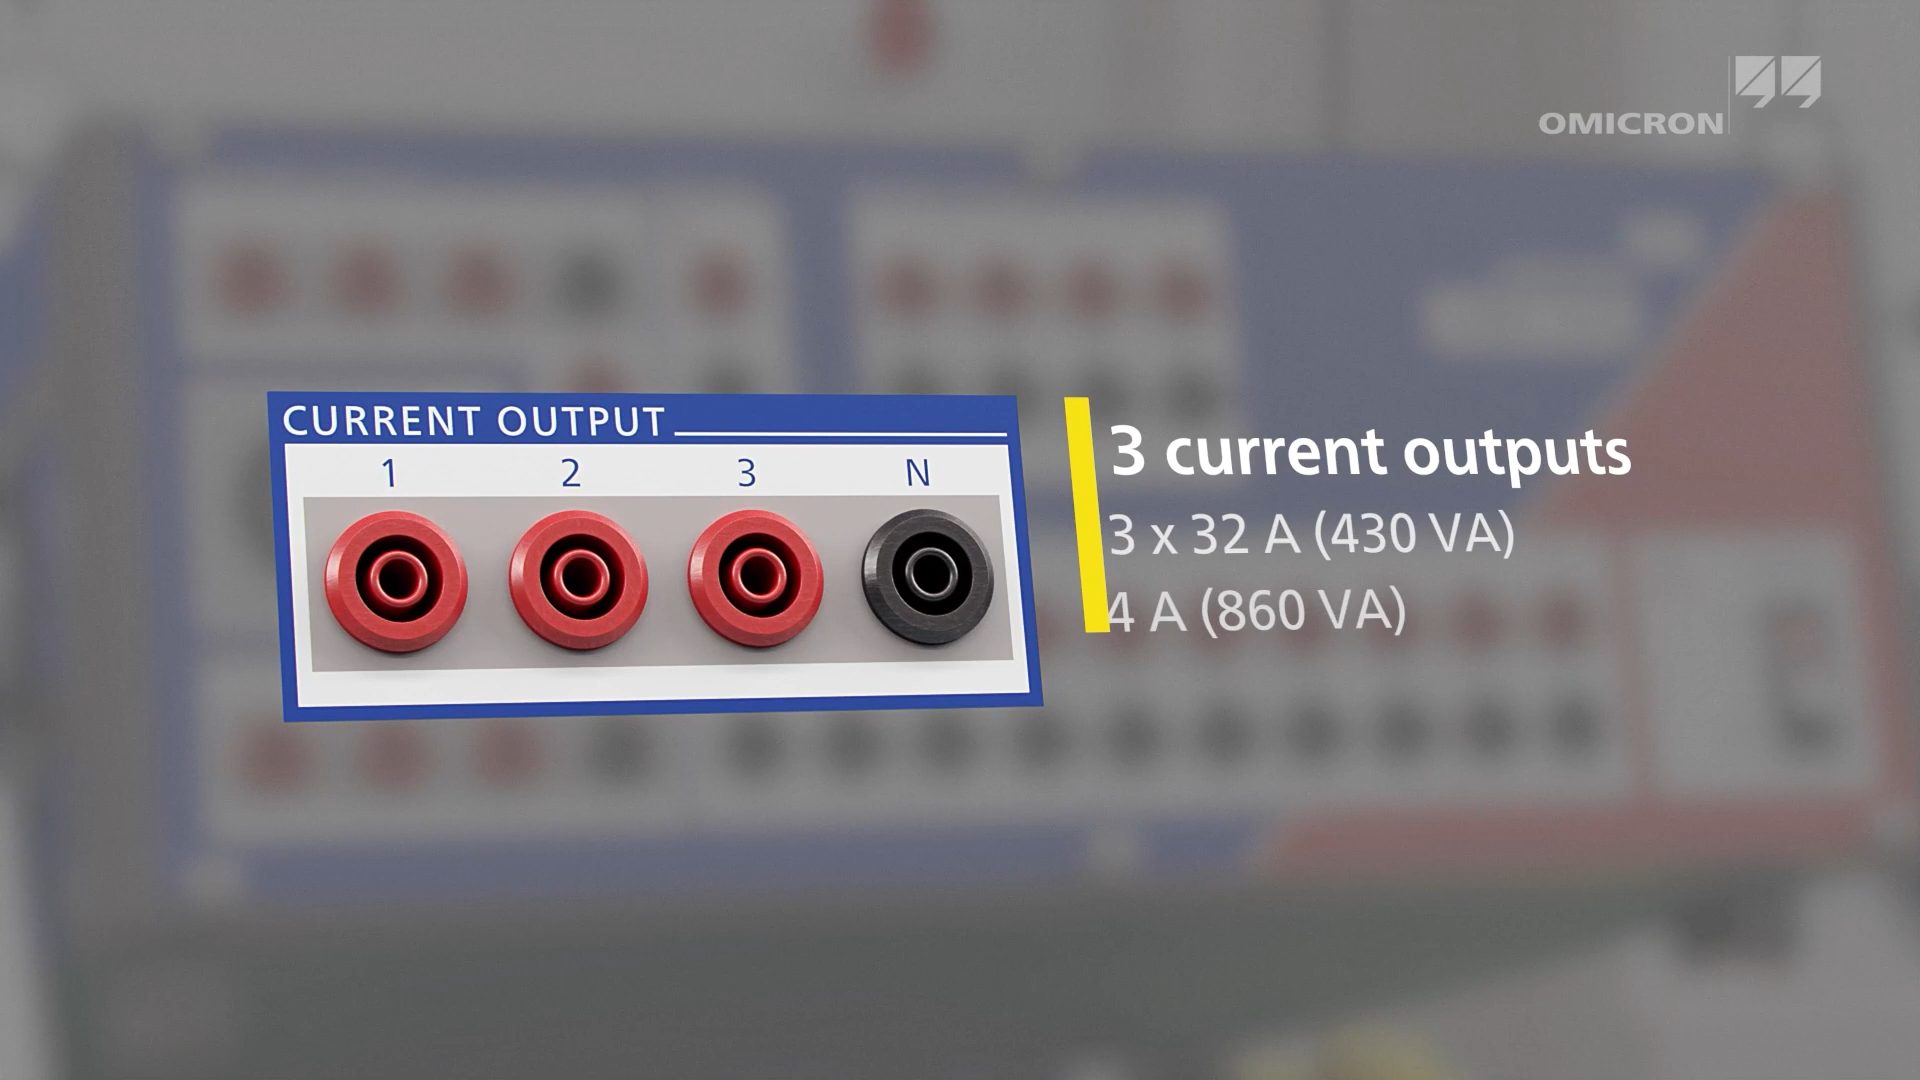 OMICRON
CURRENT OUTPUT
1 2 3 N
3 current outputs
3 x 32 A (430 VA)
4 A (860 VA)